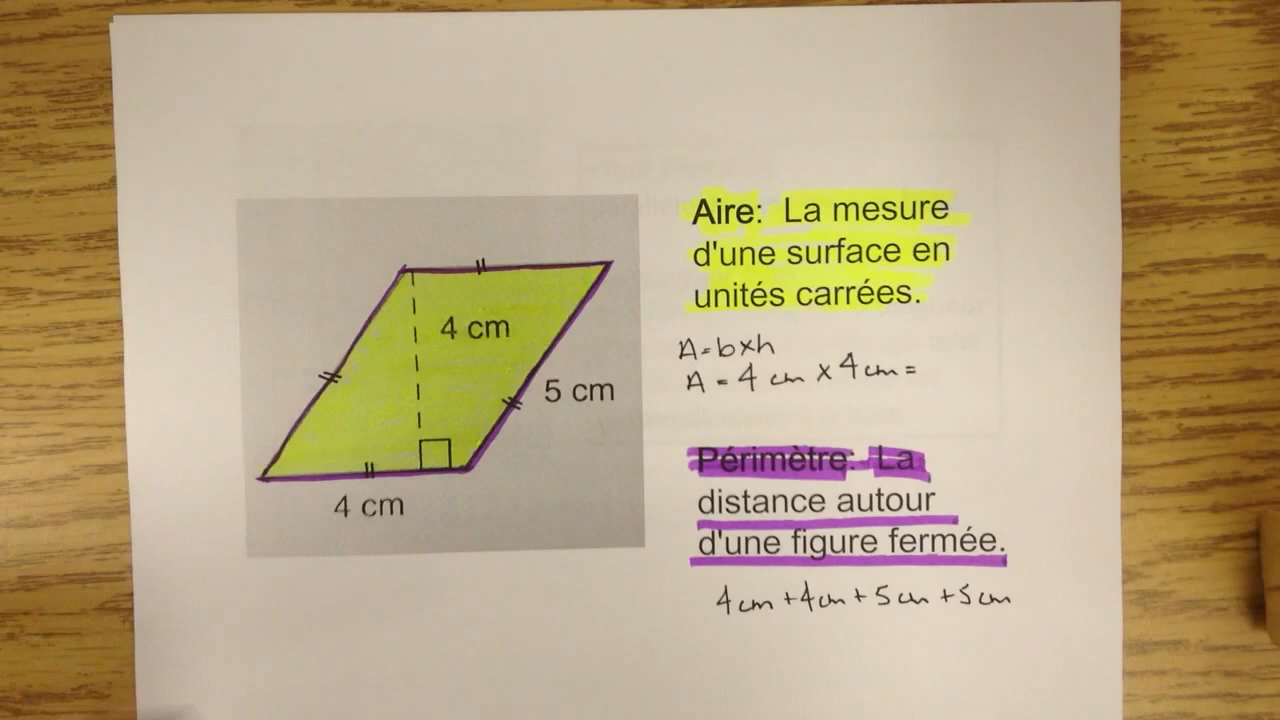 Aire: La mesure
d'une surface en
unités carrées.
A=bxh
A = 4 cm x 4 cm =
4 cm
5 cm
4 cm
Périmètre: La
distance autour
d'une figure fermée.
4 cm + 4 cm + 5 cm + 5 cm